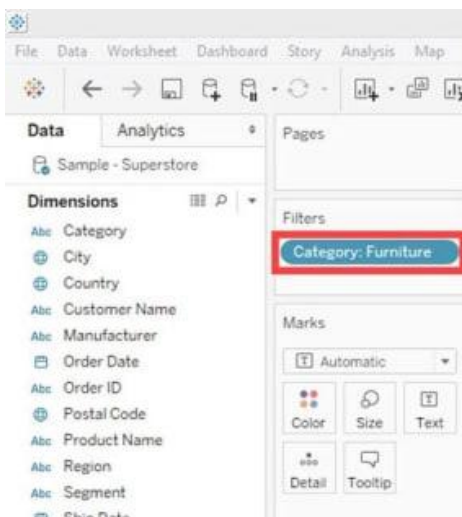 File Data Worksheet Dashboard Story Analysis Map
Data Analytics Pages
Sample - Superstore
Dimensions
Filters
Abc Category
Category: Furniture
City
Country
Abc Customer Name
Marks
Abc Manufacturer
Order Date
Automatic
Abc Order ID
Postal Code
Color Size Text
Abc Product Name
Abc Region
Detail Tooltip
Abc Segment
Ship Date